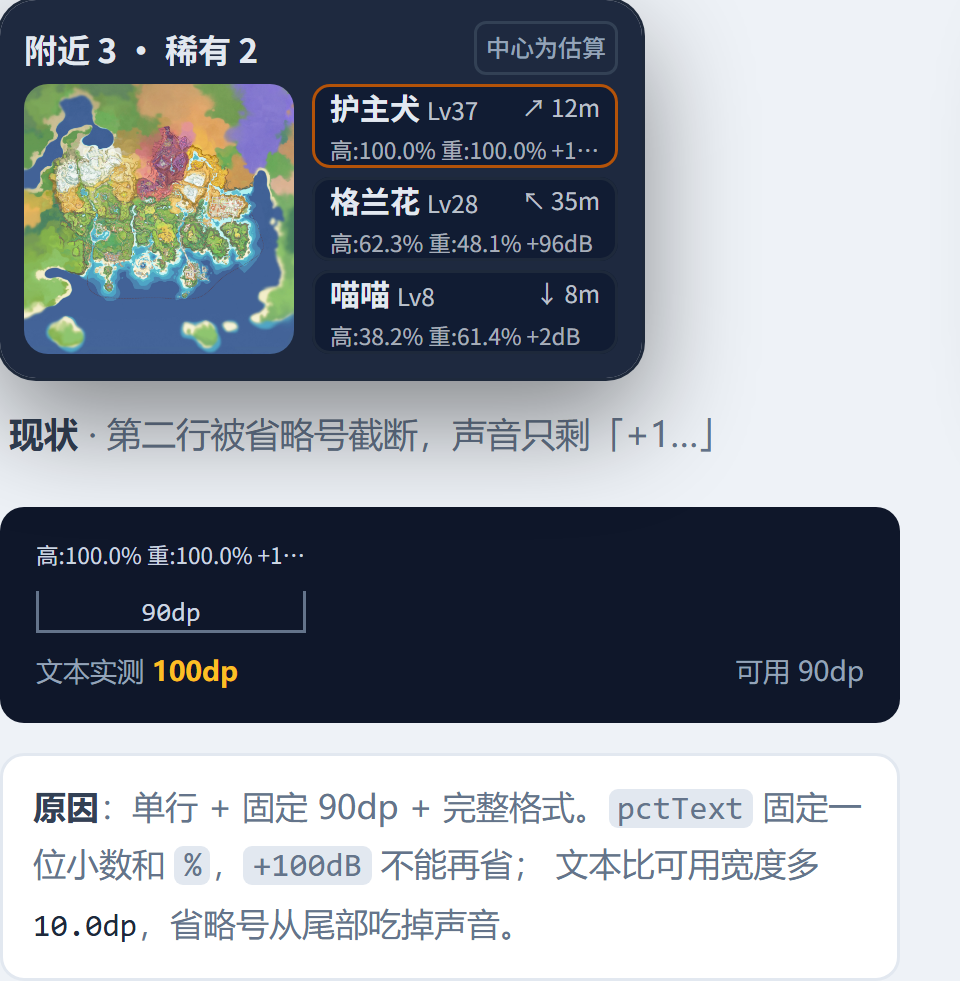 附近 3 • 稀有 2
中心为估算
护主犬 Lv37 ↗ 12m
高:100.0% 重:100.0% +1…
格兰花 Lv28 ↖ 35m
高:62.3% 重:48.1% +96dB
喵喵 Lv8 ↓ 8m
高:38.2% 重:61.4% +2dB
现状 · 第二行被省略号截断，声音只剩「+1…」
高:100.0% 重:100.0% +1…
90dp
文本实测 100dp
可用 90dp
原因：单行 + 固定 90dp + 完整格式。pctText 固定一
位小数和 %，+100dB 不能再省； 文本比可用宽度多
10.0dp，省略号从尾部吃掉声音。